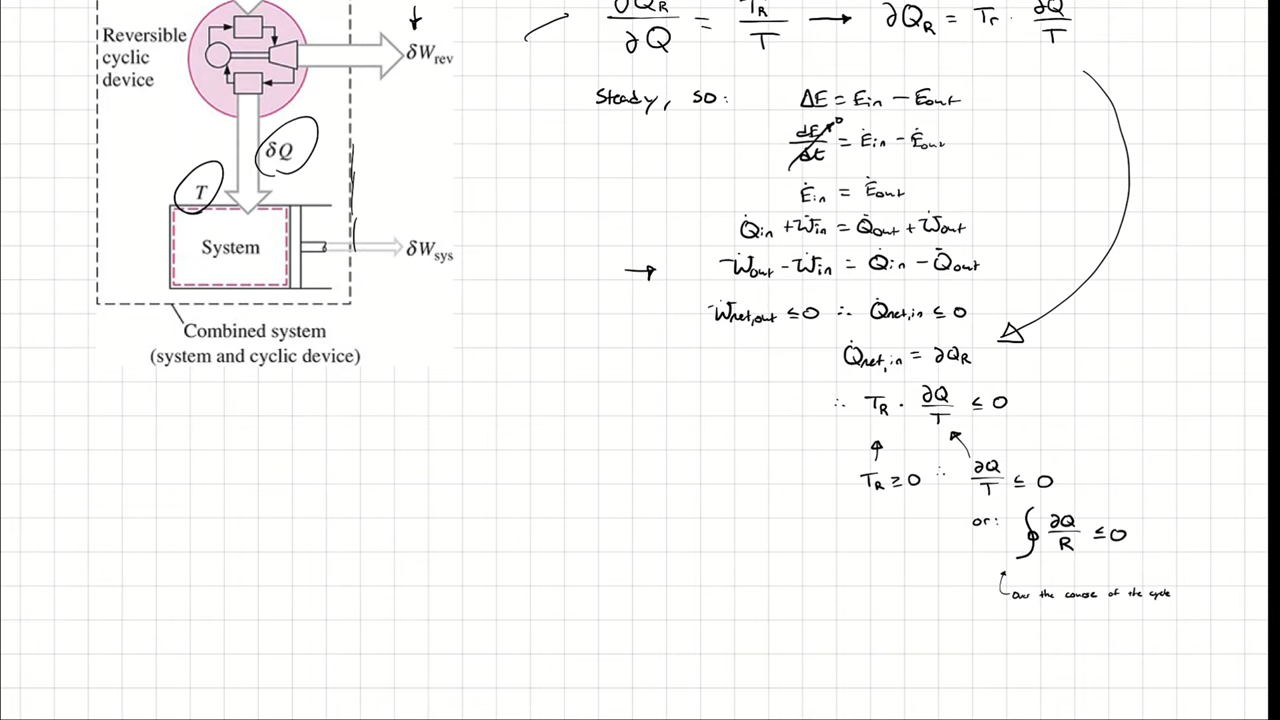 Reversible
cyclic
device
δW_rev
δQ
T
System
δW_sys
Combined system
(system and cyclic device)
∂Q_R / ∂Q = T_R / T → ∂Q_R = T_r · ∂Q / T
Steady, so: ΔE = E_in − E_out
dE/dt 0 = Ė_in − Ė_out
Ė_in = Ė_out
Q̇_in + Ẇ_in = Q̇_out + Ẇ_out
→ Ẇ_out − Ẇ_in = Q̇_in − Q̇_out
Ẇ_net,out ≤ 0 ∴ Q̇_net,in ≤ 0
Q̇_net,in = ∂Q_R
∴ T_R · ∂Q / T ≤ 0
T_R ≥ 0 ∴ ∂Q / T ≤ 0
or: ∮ ∂Q / R ≤ 0
Over the course of the cycle